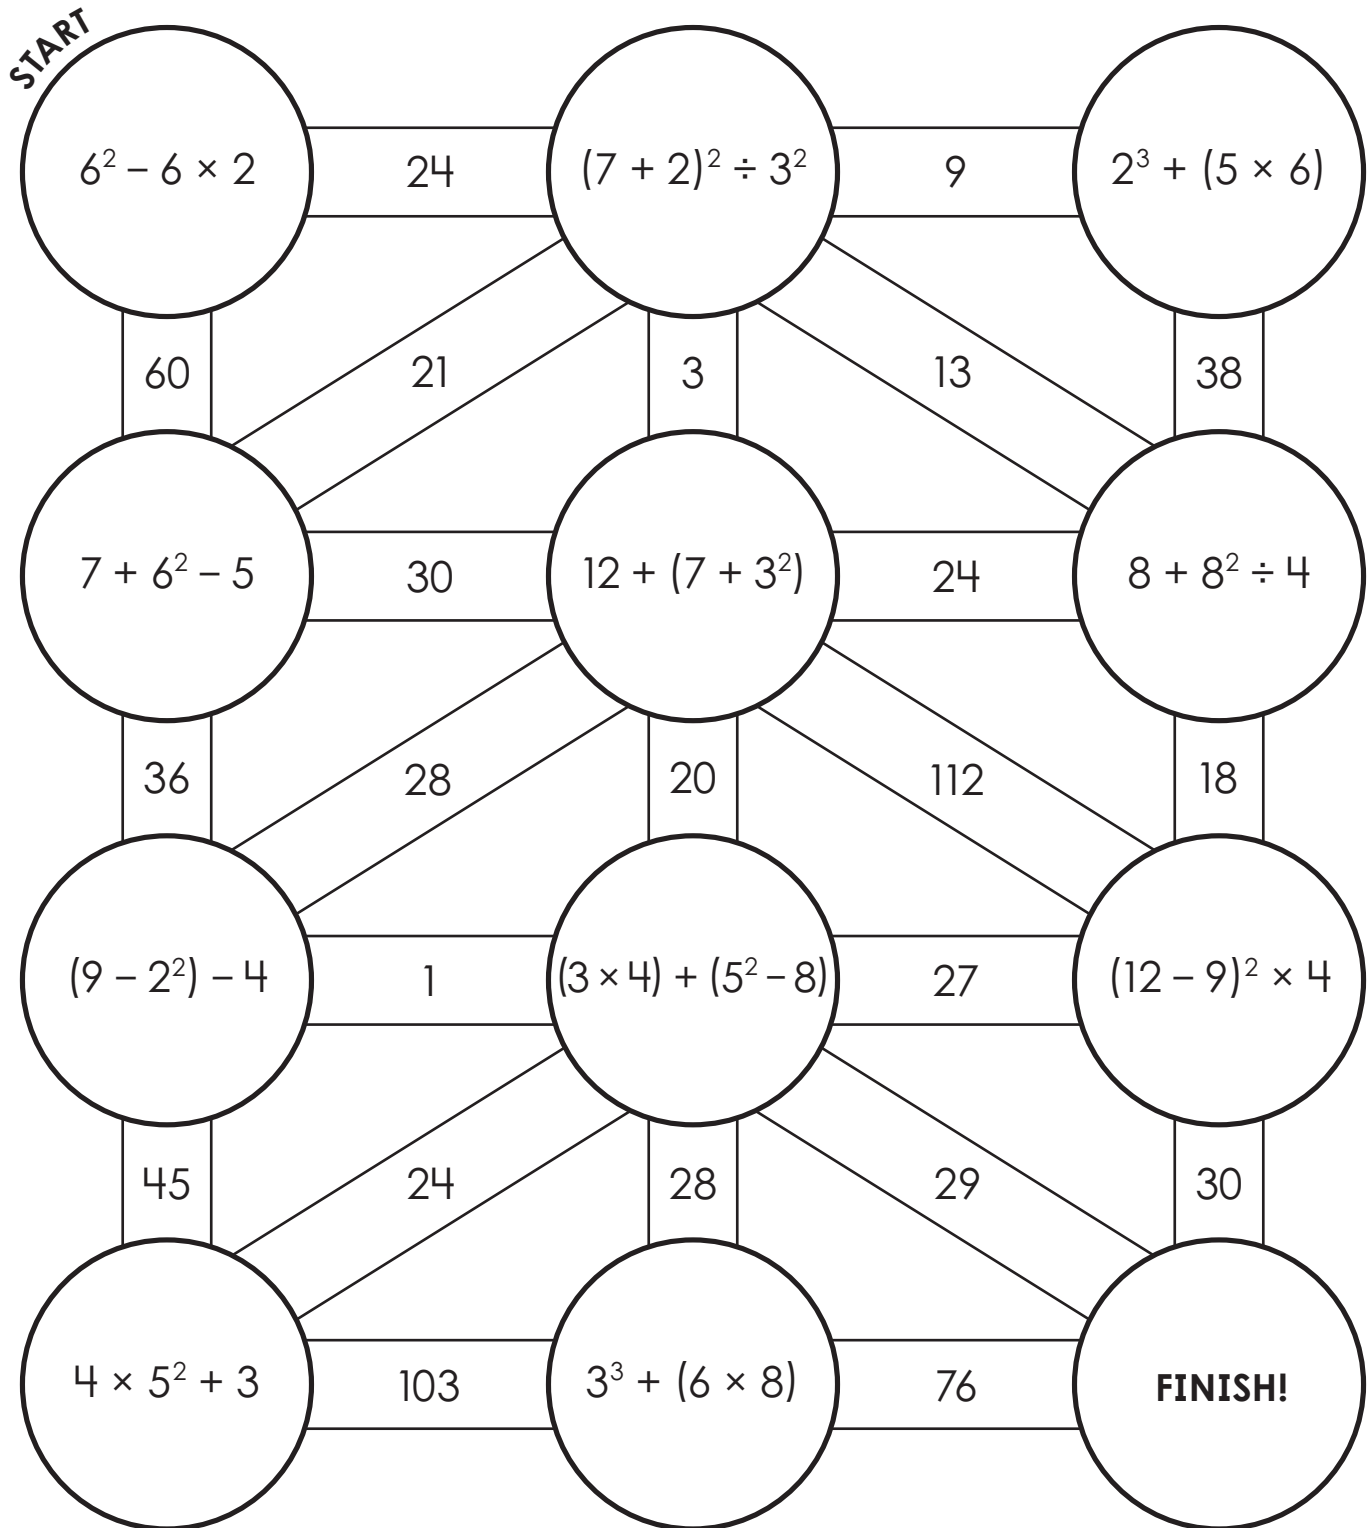 START
6² – 6 × 2 24 (7 + 2)² ÷ 3² 9 2³ + (5 × 6)
60 21 3 13 38
7 + 6² – 5 30 12 + (7 + 3²) 24 8 + 8² ÷ 4
36 28 20 112 18
(9 – 2²) – 4 1 (3 × 4) + (5² – 8) 27 (12 – 9)² × 4
45 24 28 29 30
4 × 5² + 3 103 3³ + (6 × 8) 76 FINISH!